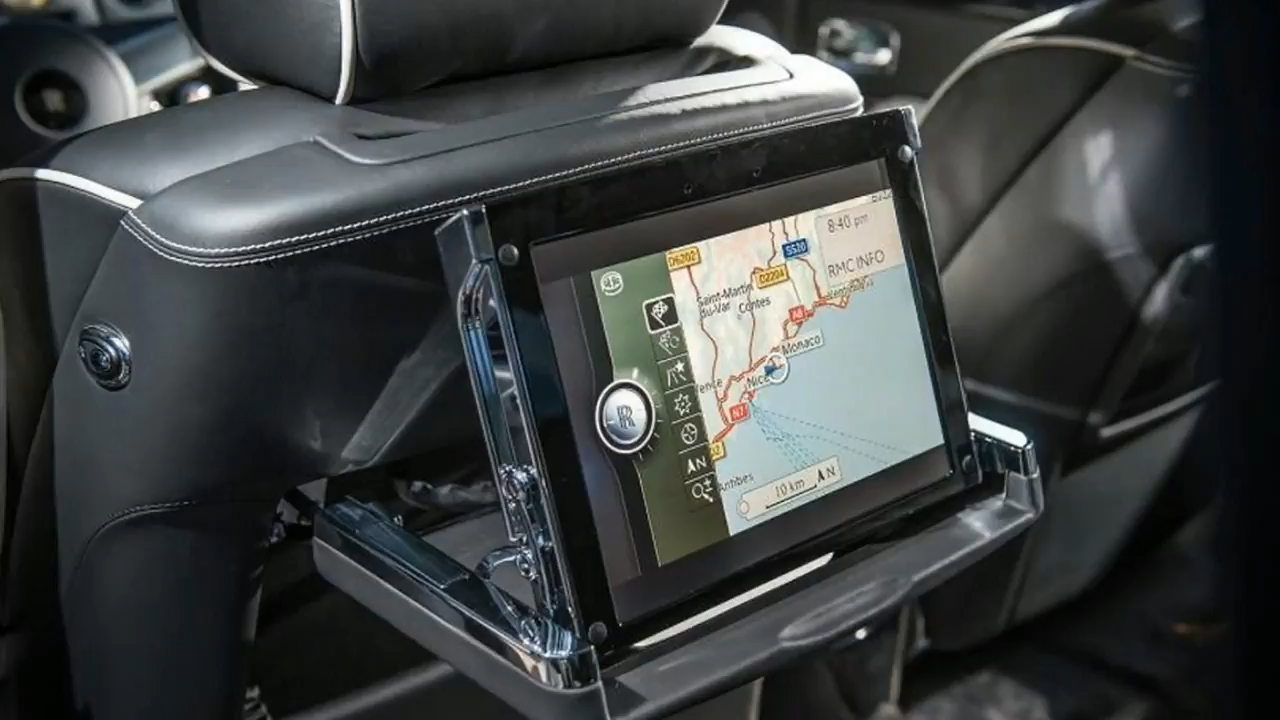 D6202
S520
8:40 pm
D2204
RMC INFO
Saint-Martin
du-Var
Contes
A8
Monaco
Nice
N7
Antibes
10 km
N
N
R